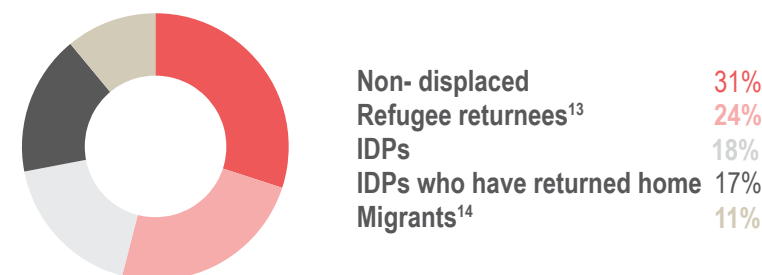 Non- displaced 31%
Refugee returnees¹³ 24%
IDPs 18%
IDPs who have returned home 17%
Migrants¹⁴ 11%